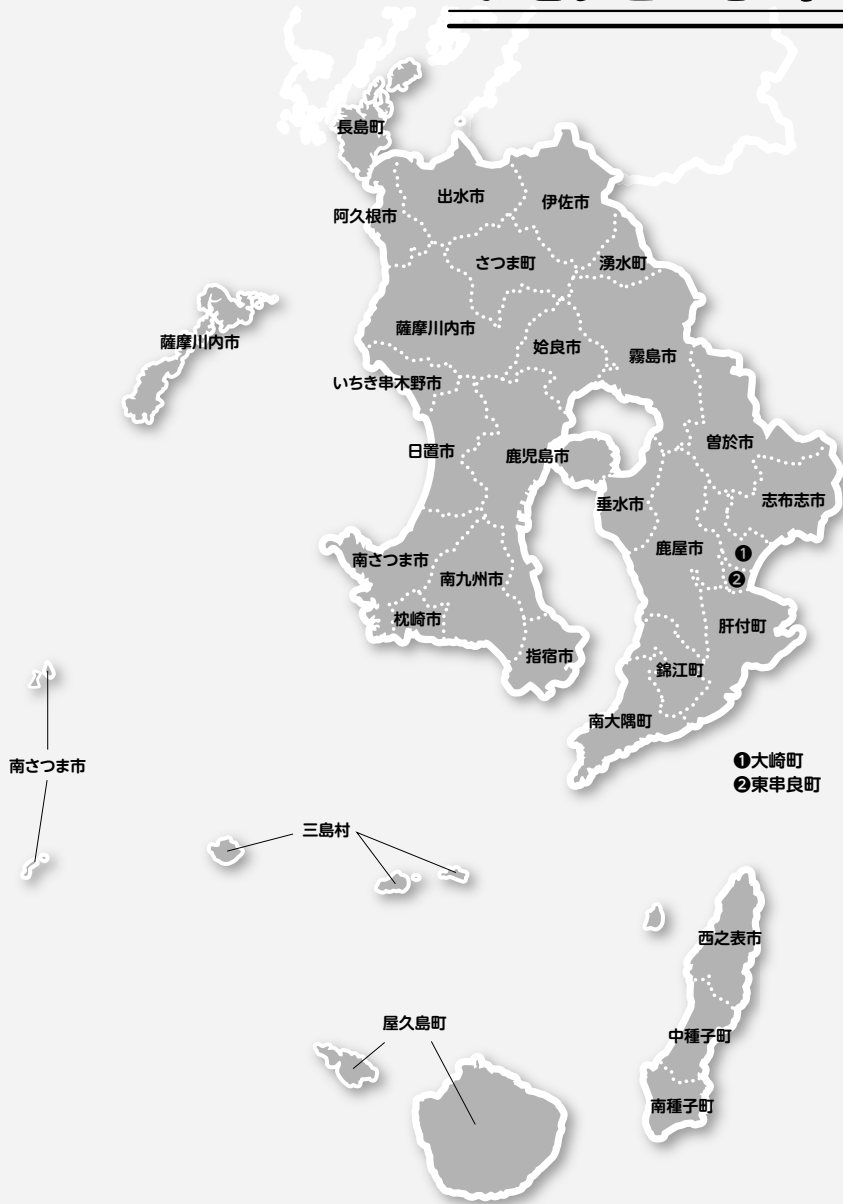 長島町
出水市
伊佐市
阿久根市
さつま町
湧水町
薩摩川内市
薩摩川内市
姶良市
霧島市
いちき串木野市
曽於市
日置市
鹿児島市
志布志市
垂水市
鹿屋市
❶
南さつま市
南九州市
❷
枕崎市
肝付町
指宿市
錦江町
南大隅町
❶大崎町
❷東串良町
南さつま市
三島村
西之表市
屋久島町
中種子町
南種子町